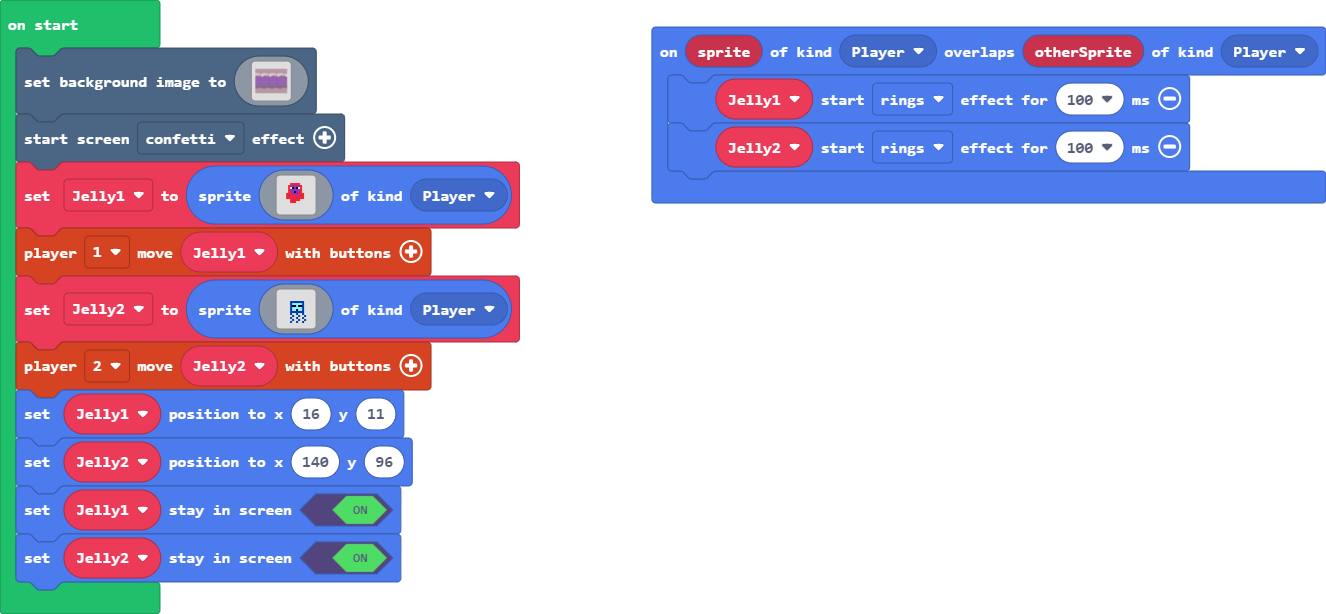 on start
set background image to
start screen confetti effect
set Jelly1 to sprite of kind Player
player 1 move Jelly1 with buttons
set Jelly2 to sprite of kind Player
player 2 move Jelly2 with buttons
set Jelly1 position to x 16 y 11
set Jelly2 position to x 140 y 96
set Jelly1 stay in screen ON
set Jelly2 stay in screen ON
on sprite of kind Player overlaps otherSprite of kind Player
Jelly1 start rings effect for 100 ms
Jelly2 start rings effect for 100 ms